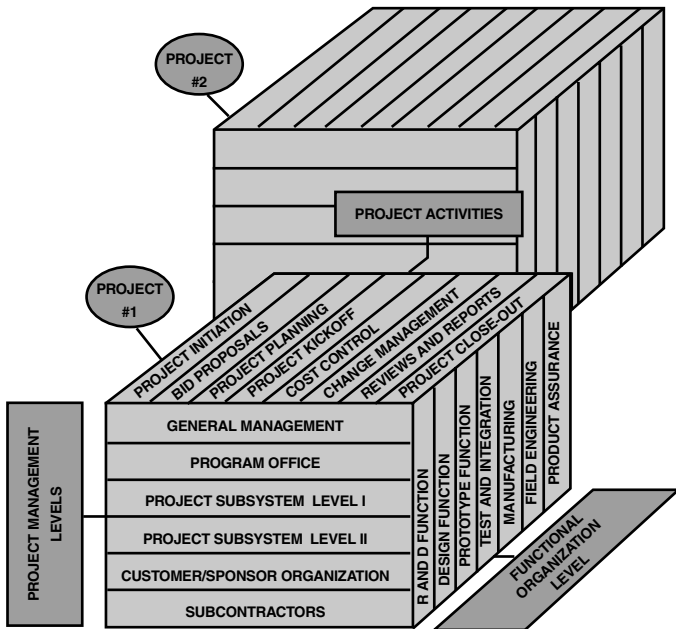 PROJECT
#2
PROJECT ACTIVITIES
PROJECT
#1
PROJECT INITIATION
BID PROPOSALS
PROJECT PLANNING
PROJECT KICKOFF
COST CONTROL
CHANGE MANAGEMENT
REVIEWS AND REPORTS
PROJECT CLOSE-OUT
PROJECT MANAGEMENT
LEVELS
GENERAL MANAGEMENT
PROGRAM OFFICE
PROJECT SUBSYSTEM LEVEL I
PROJECT SUBSYSTEM LEVEL II
CUSTOMER/SPONSOR ORGANIZATION
SUBCONTRACTORS
R AND D FUNCTION
DESIGN FUNCTION
PROTOTYPE FUNCTION
TEST AND INTEGRATION
MANUFACTURING
FIELD ENGINEERING
PRODUCT ASSURANCE
FUNCTIONAL
ORGANIZATION
LEVEL